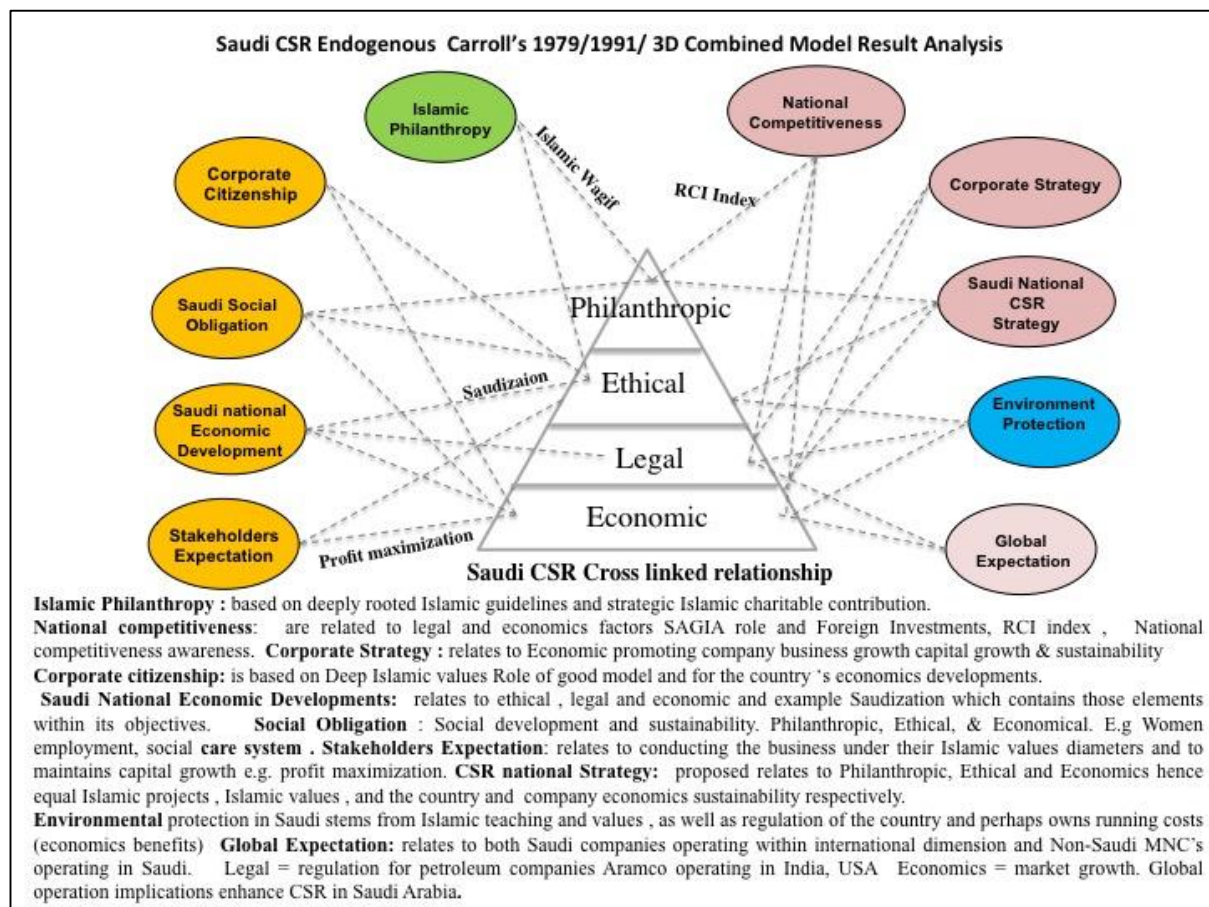 Saudi CSR Endogenous Carroll's 1979/1991/ 3D Combined Model Result Analysis
Islamic
Philanthropy
National
Competitiveness
Corporate
Citizenship
Corporate Strategy
Islamic Wagif
RCI Index
Saudi Social
Obligation
Saudi National
CSR
Strategy
Philanthropic
Saudizaion
Ethical
Saudi national
Economic
Development
Environment
Protection
Legal
Stakeholders
Expectation
Profit maximization
Economic
Global
Expectation
Saudi CSR Cross linked relationship
Islamic Philanthropy : based on deeply rooted Islamic guidelines and strategic Islamic charitable contribution.
National competitiveness: are related to legal and economics factors SAGIA role and Foreign Investments, RCI index , National
competitiveness awareness. Corporate Strategy : relates to Economic promoting company business growth capital growth & sustainability
Corporate citizenship: is based on Deep Islamic values Role of good model and for the country 's economics developments.
Saudi National Economic Developments: relates to ethical , legal and economic and example Saudization which contains those elements
within its objectives. Social Obligation : Social development and sustainability. Philanthropic, Ethical, & Economical. E.g Women
employment, social care system . Stakeholders Expectation: relates to conducting the business under their Islamic values diameters and to
maintains capital growth e.g. profit maximization. CSR national Strategy: proposed relates to Philanthropic, Ethical and Economics hence
equal Islamic projects , Islamic values , and the country and company economics sustainability respectively.
Environmental protection in Saudi stems from Islamic teaching and values , as well as regulation of the country and perhaps owns running costs
(economics benefits) Global Expectation: relates to both Saudi companies operating within international dimension and Non-Saudi MNC's
operating in Saudi. Legal = regulation for petroleum companies Aramco operating in India, USA Economics = market growth. Global
operation implications enhance CSR in Saudi Arabia.